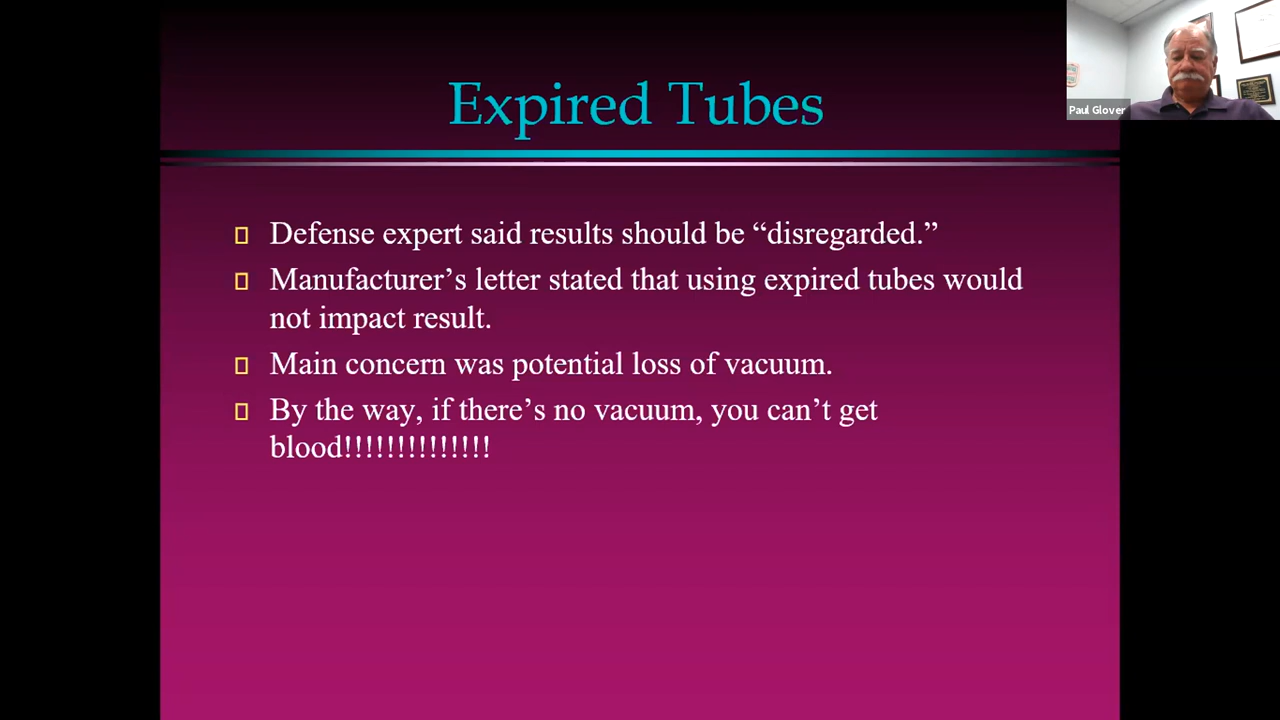 Expired Tubes
Paul Glover
Defense expert said results should be “disregarded.”
Manufacturer’s letter stated that using expired tubes would
not impact result.
Main concern was potential loss of vacuum.
By the way, if there’s no vacuum, you can’t get
blood!!!!!!!!!!!!!!